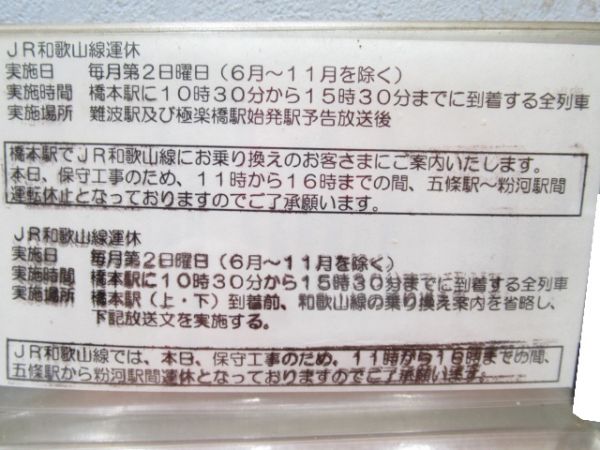 JR和歌山線運休
実施日　毎月第2日曜日（6月～11月を除く）
実施時間　橋本駅に10時30分から15時30分までに到着する全列車
実施場所　難波駅及び極楽橋駅始発駅予告放送後
橋本駅でJR和歌山線にお乗り換えのお客さまにご案内いたします。
本日、保守工事のため、11時から16時までの間、五條駅～粉河駅間
運転休止となっておりますのでご了承願います。
JR和歌山線運休
実施日　毎月第2日曜日（6月～11月を除く）
実施時間　橋本駅に10時30分から15時30分までに到着する全列車
実施場所　橋本駅（上・下）到着前、和歌山線の乗り換え案内を省略し、
下記放送文を実施する。
JR和歌山線では、本日、保守工事のため、11時から16時までの間、
五條駅から粉河駅間運休となっておりますのでご了承願います。